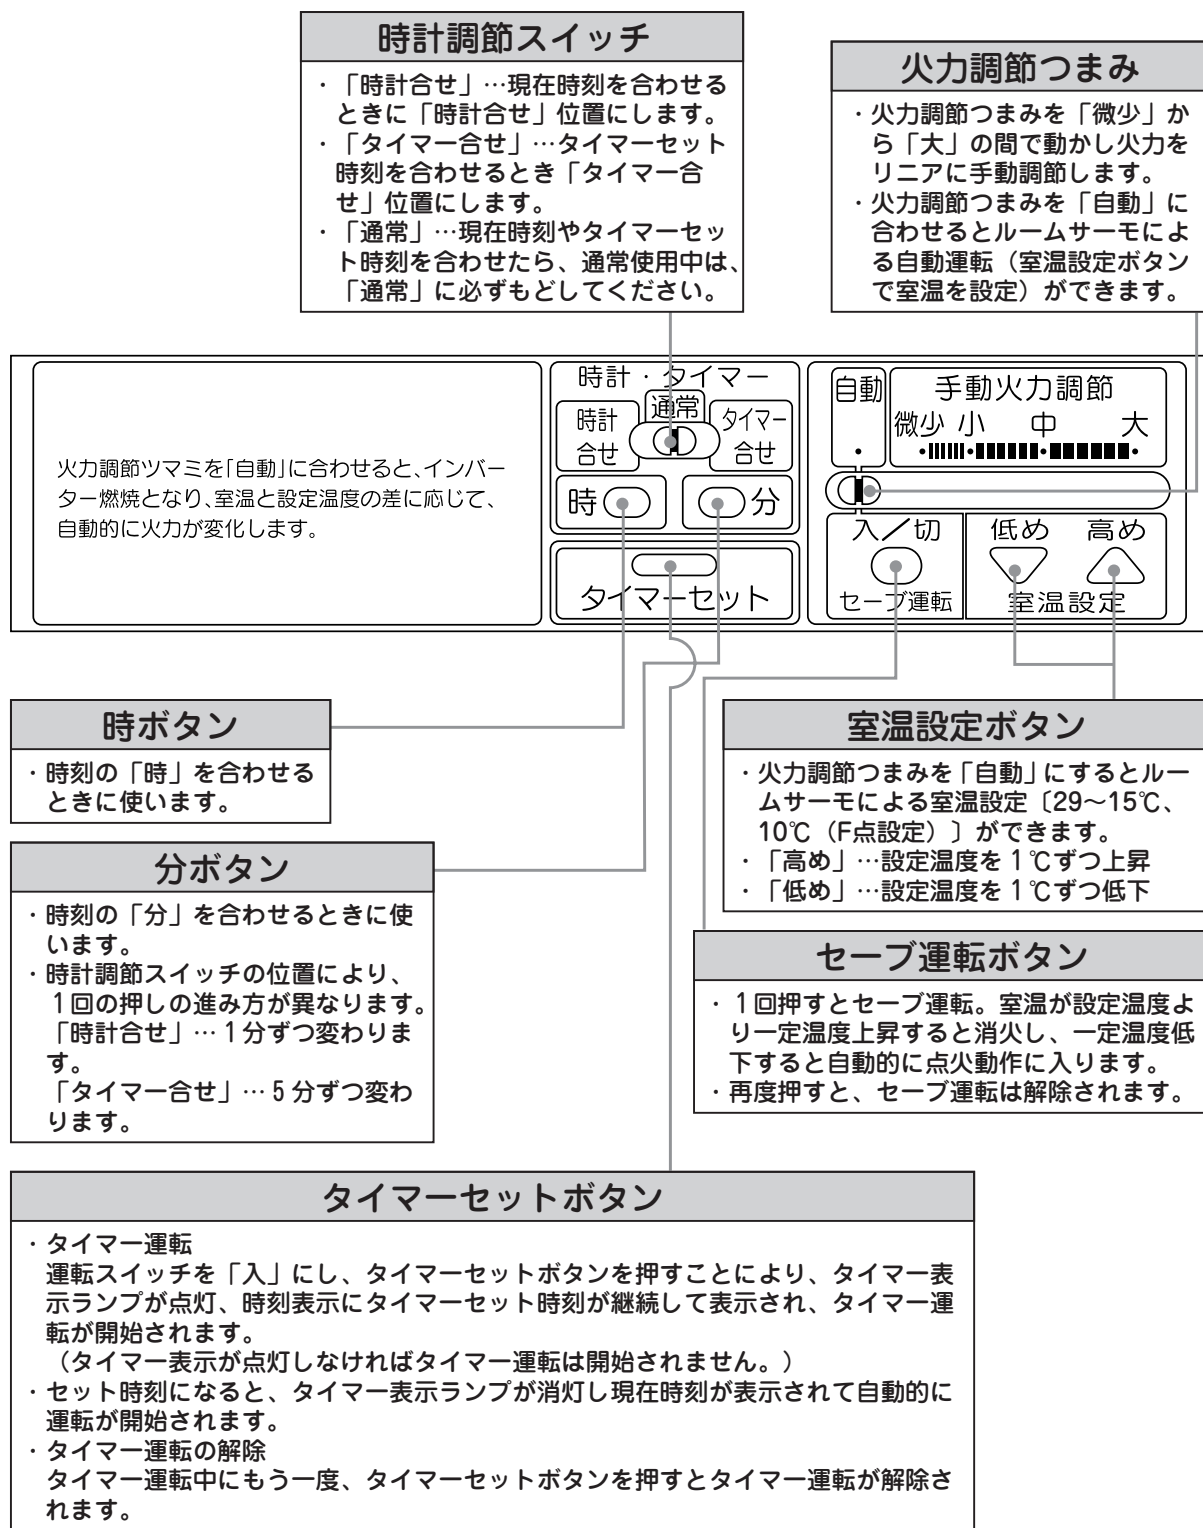 時計調節スイッチ
・「時計合せ」…現在時刻を合わせる
ときに「時計合せ」位置にします。
・「タイマー合せ」…タイマーセット
時刻を合わせるとき「タイマー合
せ」位置にします。
・「通常」…現在時刻やタイマーセッ
ト時刻を合わせたら、通常使用中は、
「通常」に必ずもどしてください。
火力調節つまみ
・火力調節つまみを「微少」か
ら「大」の間で動かし火力を
リニアに手動調節します。
・火力調節つまみを「自動」に
合わせるとルームサーモによ
る自動運転（室温設定ボタン
で室温を設定）ができます。
火力調節ツマミを「自動」に合わせると、インバー
ター燃焼となり、室温と設定温度の差に応じて、
自動的に火力が変化します。
時計・タイマー
通常
時計
合せ
タイマー
合せ
時
分
タイマーセット
自動
手動火力調節
微少 小 中 大
入／切
セーブ運転
低め 高め
室温設定
時ボタン
・時刻の「時」を合わせる
ときに使います。
分ボタン
・時刻の「分」を合わせるときに使
います。
・時計調節スイッチの位置により、
1回の押しの進み方が異なります。
「時計合せ」…1分ずつ変わりま
す。
「タイマー合せ」…5分ずつ変わ
ります。
室温設定ボタン
・火力調節つまみを「自動」にするとルー
ムサーモによる室温設定〔29～15℃、
10℃（F点設定）〕ができます。
・「高め」…設定温度を1℃ずつ上昇
・「低め」…設定温度を1℃ずつ低下
セーブ運転ボタン
・1回押すとセーブ運転。室温が設定温度よ
り一定温度上昇すると消火し、一定温度低
下すると自動的に点火動作に入ります。
・再度押すと、セーブ運転は解除されます。
タイマーセットボタン
・タイマー運転
運転スイッチを「入」にし、タイマーセットボタンを押すことにより、タイマー表
示ランプが点灯、時刻表示にタイマーセット時刻が継続して表示され、タイマー運
転が開始されます。
（タイマー表示が点灯しなければタイマー運転は開始されません。）
・セット時刻になると、タイマー表示ランプが消灯し現在時刻が表示されて自動的に
運転が開始されます。
・タイマー運転の解除
タイマー運転中にもう一度、タイマーセットボタンを押すとタイマー運転が解除さ
れます。